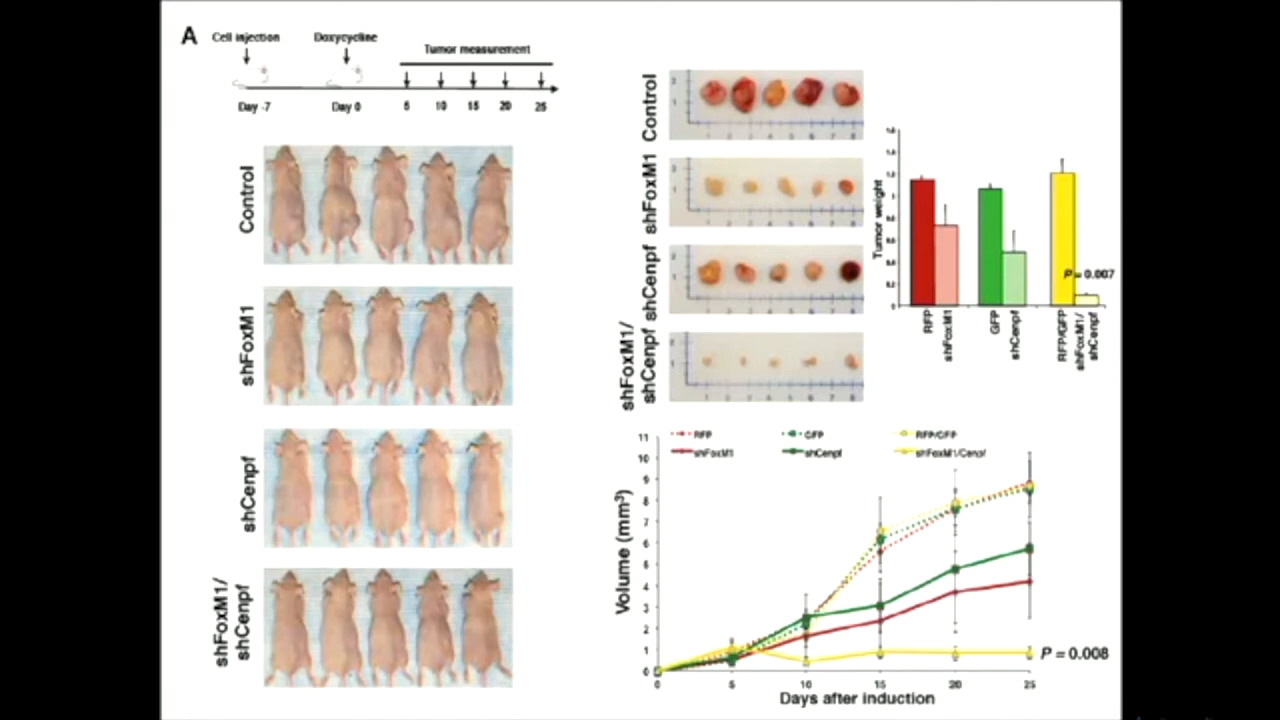 A
Cell injection
Doxycycline
Tumor measurement
Day -7
Day 0
5
10
15
20
25
Control
shFoxM1
shCenpf
shFoxM1/
shCenpf
Control
shFoxM1
shCenpf
shFoxM1/
shCenpf
Tumor weight
P = 0.007
RFP
shFoxM1
GFP
shCenpf
RFP/GFP
shFoxM1/
shCenpf
RFP
GFP
RFP/GFP
shFoxM1
shCenpf
shFoxM1/Cenpf
Volume (mm³)
11
10
9
8
7
6
5
4
3
2
1
0
0
5
10
15
20
25
P = 0.008
Days after induction